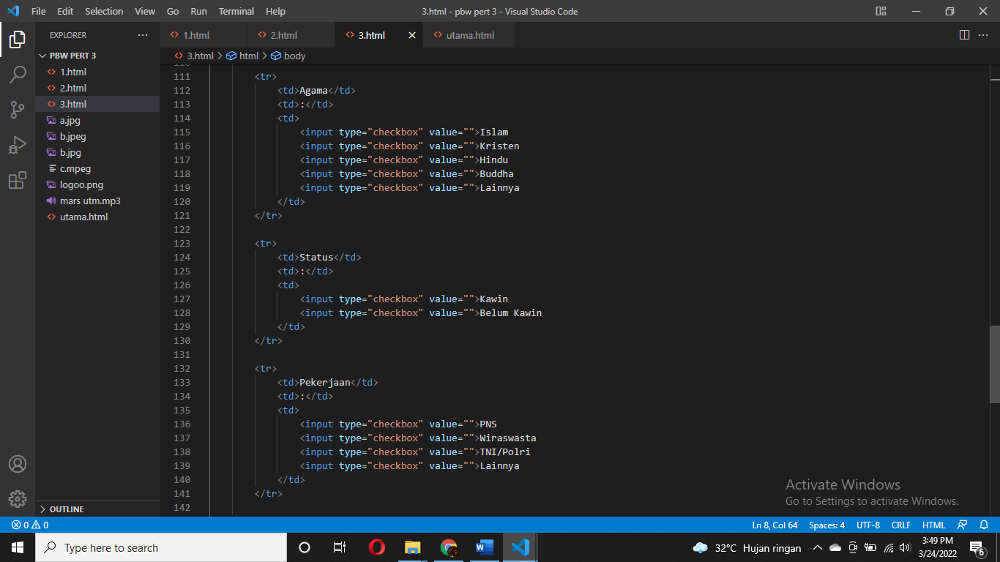 File Edit Selection View Go Run Terminal Help 3.html - pbw pert 3 - Visual Studio Code
EXPLORER
PBW PERT 3
1.html
2.html
3.html
a.jpg
b.jpeg
b.jpg
c.mpeg
logoo.png
mars utm.mp3
utama.html
OUTLINE
1.html 2.html 3.html utama.html
3.html > html > body
111 <tr>
112 <td>Agama</td>
113 <td>:</td>
114 <td>
115 <input type="checkbox" value="">Islam
116 <input type="checkbox" value="">Kristen
117 <input type="checkbox" value="">Hindu
118 <input type="checkbox" value="">Buddha
119 <input type="checkbox" value="">Lainnya
120 </td>
121 </tr>
122
123 <tr>
124 <td>Status</td>
125 <td>:</td>
126 <td>
127 <input type="checkbox" value="">Kawin
128 <input type="checkbox" value="">Belum Kawin
129 </td>
130 </tr>
131
132 <tr>
133 <td>Pekerjaan</td>
134 <td>:</td>
135 <td>
136 <input type="checkbox" value="">PNS
137 <input type="checkbox" value="">Wiraswasta
138 <input type="checkbox" value="">TNI/Polri
139 <input type="checkbox" value="">Lainnya
140 </td>
141 </tr>
142
Activate Windows
Go to Settings to activate Windows.
0 0 Ln 8, Col 64 Spaces: 4 UTF-8 CRLF HTML
Type here to search
32°C Hujan ringan
3:49 PM
3/24/2022
6